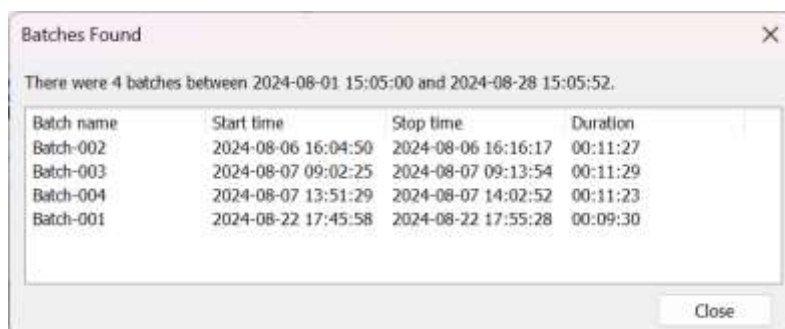 Batches Found
There were 4 batches between 2024-08-01 15:05:00 and 2024-08-28 15:05:52.
Batch name Start time Stop time Duration
Batch-002 2024-08-06 16:04:50 2024-08-06 16:16:17 00:11:27
Batch-003 2024-08-07 09:02:25 2024-08-07 09:13:54 00:11:29
Batch-004 2024-08-07 13:51:29 2024-08-07 14:02:52 00:11:23
Batch-001 2024-08-22 17:45:58 2024-08-22 17:55:28 00:09:30
Close